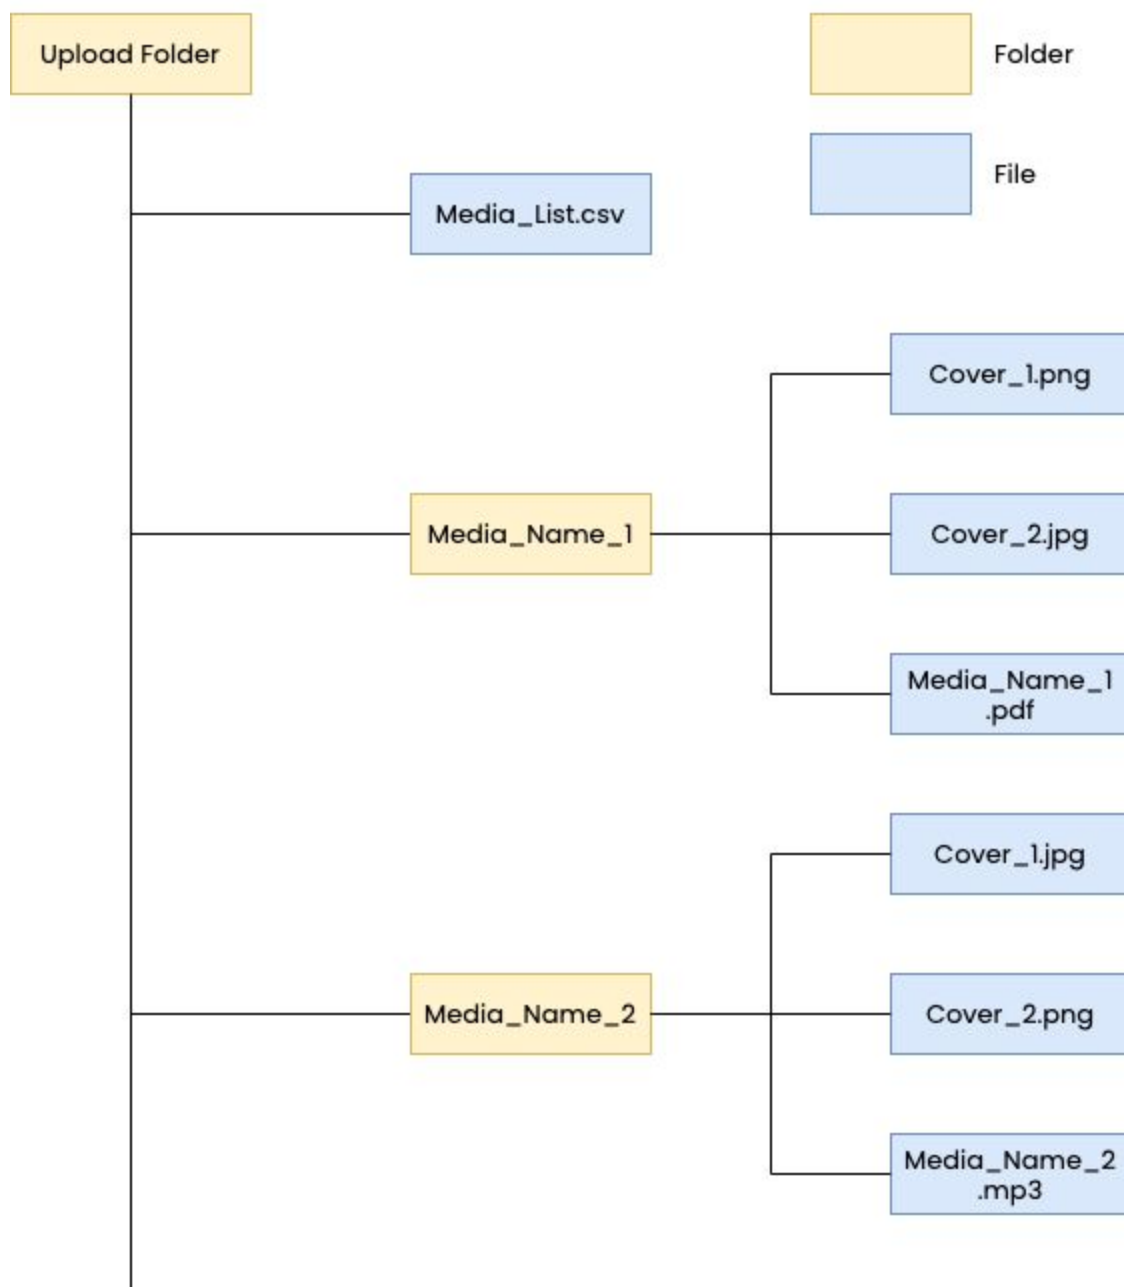 Upload Folder
Folder
File
Media_List.csv
Cover_1.png
Media_Name_1
Cover_2.jpg
Media_Name_1
.pdf
Cover_1.jpg
Media_Name_2
Cover_2.png
Media_Name_2
.mp3